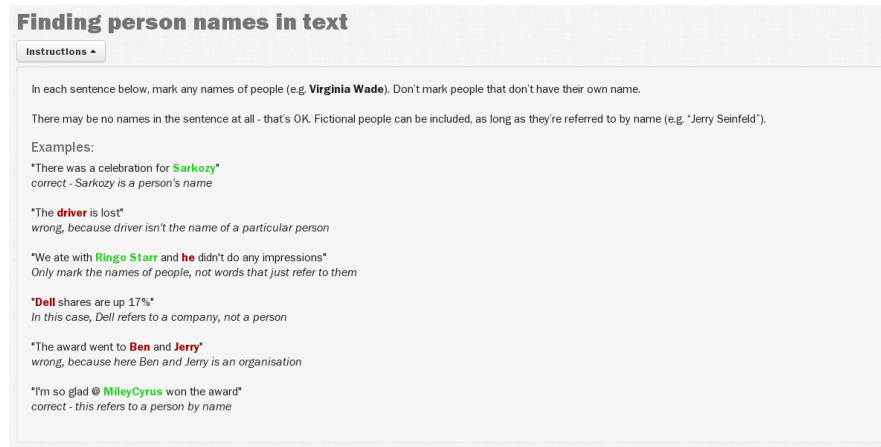 Finding person names in text
Instructions
In each sentence below, mark any names of people (e.g. Virginia Wade). Don't mark people that don't have their own name.
There may be no names in the sentence at all - that's OK. Fictional people can be included, as long as they're referred to by name (e.g. "Jerry Seinfeld").
Examples:
"There was a celebration for Sarkozy"
correct - Sarkozy is a person's name
"The driver is lost"
wrong, because driver isn't the name of a particular person
"We ate with Ringo Starr and he didn't do any impressions"
Only mark the names of people, not words that just refer to them
"Dell shares are up 17%"
In this case, Dell refers to a company, not a person
"The award went to Ben and Jerry"
wrong, because here Ben and Jerry is an organisation
"I'm so glad @ MileyCyrus won the award"
correct - this refers to a person by name